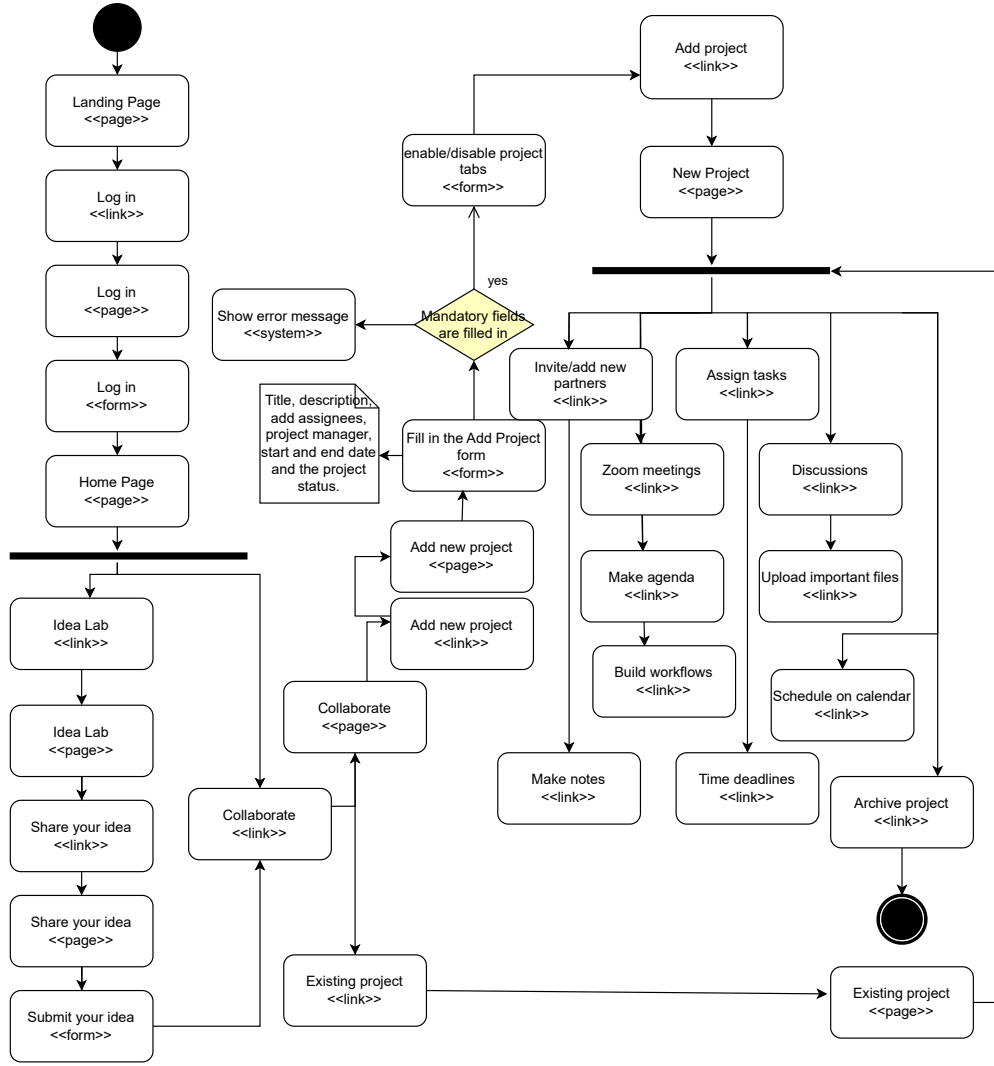 Landing Page
<<page>>
Log in
<<link>>
Log in
<<page>>
Log in
<<form>>
Home Page
<<page>>
Idea Lab
<<link>>
Idea Lab
<<page>>
Share your idea
<<link>>
Share your idea
<<page>>
Submit your idea
<<form>>
Collaborate
<<link>>
Collaborate
<<page>>
Existing project
<<link>>
Add new project
<<link>>
Add new project
<<page>>
Fill in the Add Project
form
<<form>>
Title, description,
add assignees,
project manager,
start and end date
and the project
status.
Mandatory fields
are filled in
Show error message
<<system>>
yes
enable/disable project
tabs
<<form>>
Add project
<<link>>
New Project
<<page>>
Invite/add new
partners
<<link>>
Assign tasks
<<link>>
Zoom meetings
<<link>>
Discussions
<<link>>
Make agenda
<<link>>
Upload important files
<<link>>
Build workflows
<<link>>
Schedule on calendar
<<link>>
Make notes
<<link>>
Time deadlines
<<link>>
Archive project
<<link>>
Existing project
<<page>>